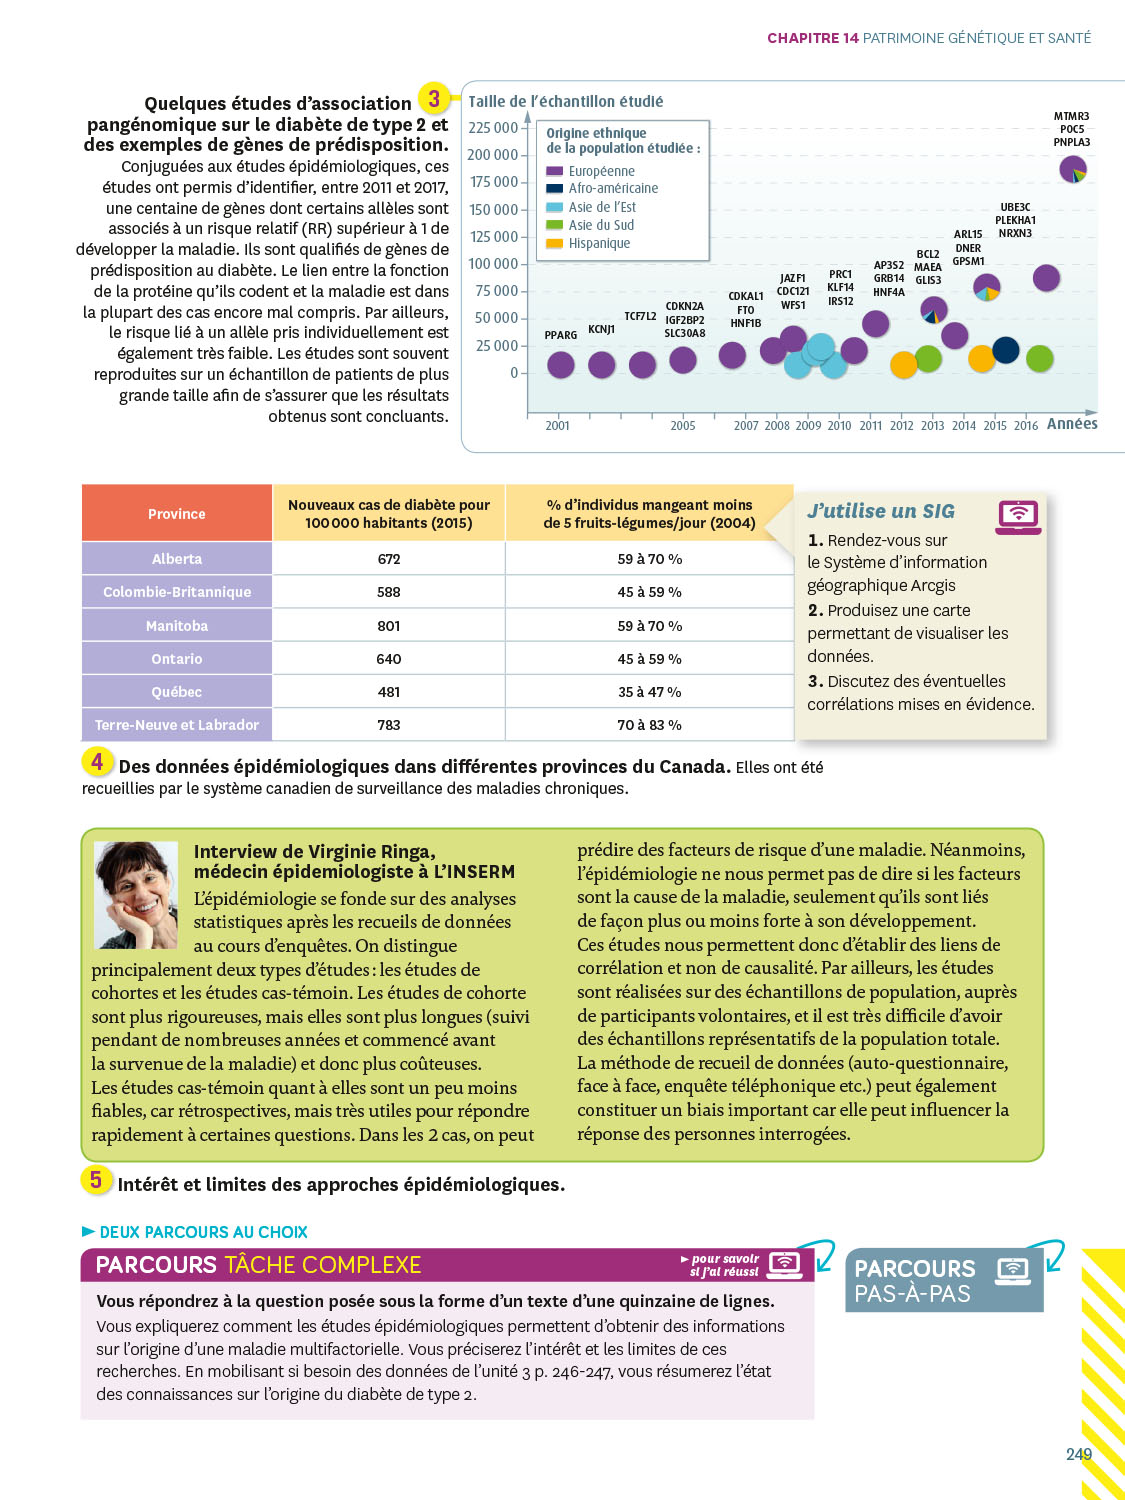 CHAPITRE 14 PATRIMOINE GÉNÉTIQUE ET SANTÉ
Quelques études d'association 3
pangénomique sur le diabète de type 2 et
des exemples de gènes de prédisposition.
Conjuguées aux études épidémiologiques, ces
études ont permis d'identifier, entre 2011 et 2017,
une centaine de gènes dont certains allèles sont
associés à un risque relatif (RR) supérieur à 1 de
développer la maladie. Ils sont qualifiés de gènes de
prédisposition au diabète. Le lien entre la fonction
de la protéine qu'ils codent et la maladie est dans
la plupart des cas encore mal compris. Par ailleurs,
le risque lié à un allèle pris individuellement est
également très faible. Les études sont souvent
reproduites sur un échantillon de patients de plus
grande taille afin de s'assurer que les résultats
obtenus sont concluants.
Taille de l'échantillon étudié
225 000
200 000
175 000
150 000
125 000
100 000
75 000
50 000
25 000
0
Origine ethnique
de la population étudiée :
Européenne
Afro-américaine
Asie de l'Est
Asie du Sud
Hispanique
PPARG
KCNJ1
TCF7L2
CDKN2A
IGF2BP2
SLC30A8
CDKAL1
FTO
HNF1B
JAZF1
CDC121
WFS1
PRC1
KLF14
IRS12
AP3S2
GRB14
HNF4A
BCL2
MAEA
GLIS3
ARL15
DNER
GPSM1
UBE3C
PLEKHA1
NRXN3
MTMR3
POC5
PNPLA3
2001 2005 2007 2008 2009 2010 2011 2012 2013 2014 2015 2016 Années
Province
Nouveaux cas de diabète pour
100 000 habitants (2015)
% d'individus mangeant moins
de 5 fruits-légumes/jour (2004)
Alberta 672 59 à 70 %
Colombie-Britannique 588 45 à 59 %
Manitoba 801 59 à 70 %
Ontario 640 45 à 59 %
Québec 481 35 à 47 %
Terre-Neuve et Labrador 783 70 à 83 %
J'utilise un SIG
1. Rendez-vous sur
le Système d'information
géographique Arcgis
2. Produisez une carte
permettant de visualiser les
données.
3. Discutez des éventuelles
corrélations mises en évidence.
4 Des données épidémiologiques dans différentes provinces du Canada. Elles ont été
recueillies par le système canadien de surveillance des maladies chroniques.
Interview de Virginie Ringa,
médecin épidemiologiste à L'INSERM
L'épidémiologie se fonde sur des analyses
statistiques après les recueils de données
au cours d'enquêtes. On distingue
principalement deux types d'études : les études de
cohortes et les études cas-témoin. Les études de cohorte
sont plus rigoureuses, mais elles sont plus longues (suivi
pendant de nombreuses années et commencé avant
la survenue de la maladie) et donc plus coûteuses.
Les études cas-témoin quant à elles sont un peu moins
fiables, car rétrospectives, mais très utiles pour répondre
rapidement à certaines questions. Dans les 2 cas, on peut
prédire des facteurs de risque d'une maladie. Néanmoins,
l'épidémiologie ne nous permet pas de dire si les facteurs
sont la cause de la maladie, seulement qu'ils sont liés
de façon plus ou moins forte à son développement.
Ces études nous permettent donc d'établir des liens de
corrélation et non de causalité. Par ailleurs, les études
sont réalisées sur des échantillons de population, auprès
de participants volontaires, et il est très difficile d'avoir
des échantillons représentatifs de la population totale.
La méthode de recueil de données (auto-questionnaire,
face à face, enquête téléphonique etc.) peut également
constituer un biais important car elle peut influencer la
réponse des personnes interrogées.
5 Intérêt et limites des approches épidémiologiques.
► DEUX PARCOURS AU CHOIX
PARCOURS TÂCHE COMPLEXE
► pour savoir
si j'ai réussi
Vous répondrez à la question posée sous la forme d'un texte d'une quinzaine de lignes.
Vous expliquerez comment les études épidémiologiques permettent d'obtenir des informations
sur l'origine d'une maladie multifactorielle. Vous préciserez l'intérêt et les limites de ces
recherches. En mobilisant si besoin des données de l'unité 3 p. 246-247, vous résumerez l'état
des connaissances sur l'origine du diabète de type 2.
PARCOURS
PAS-À-PAS
249